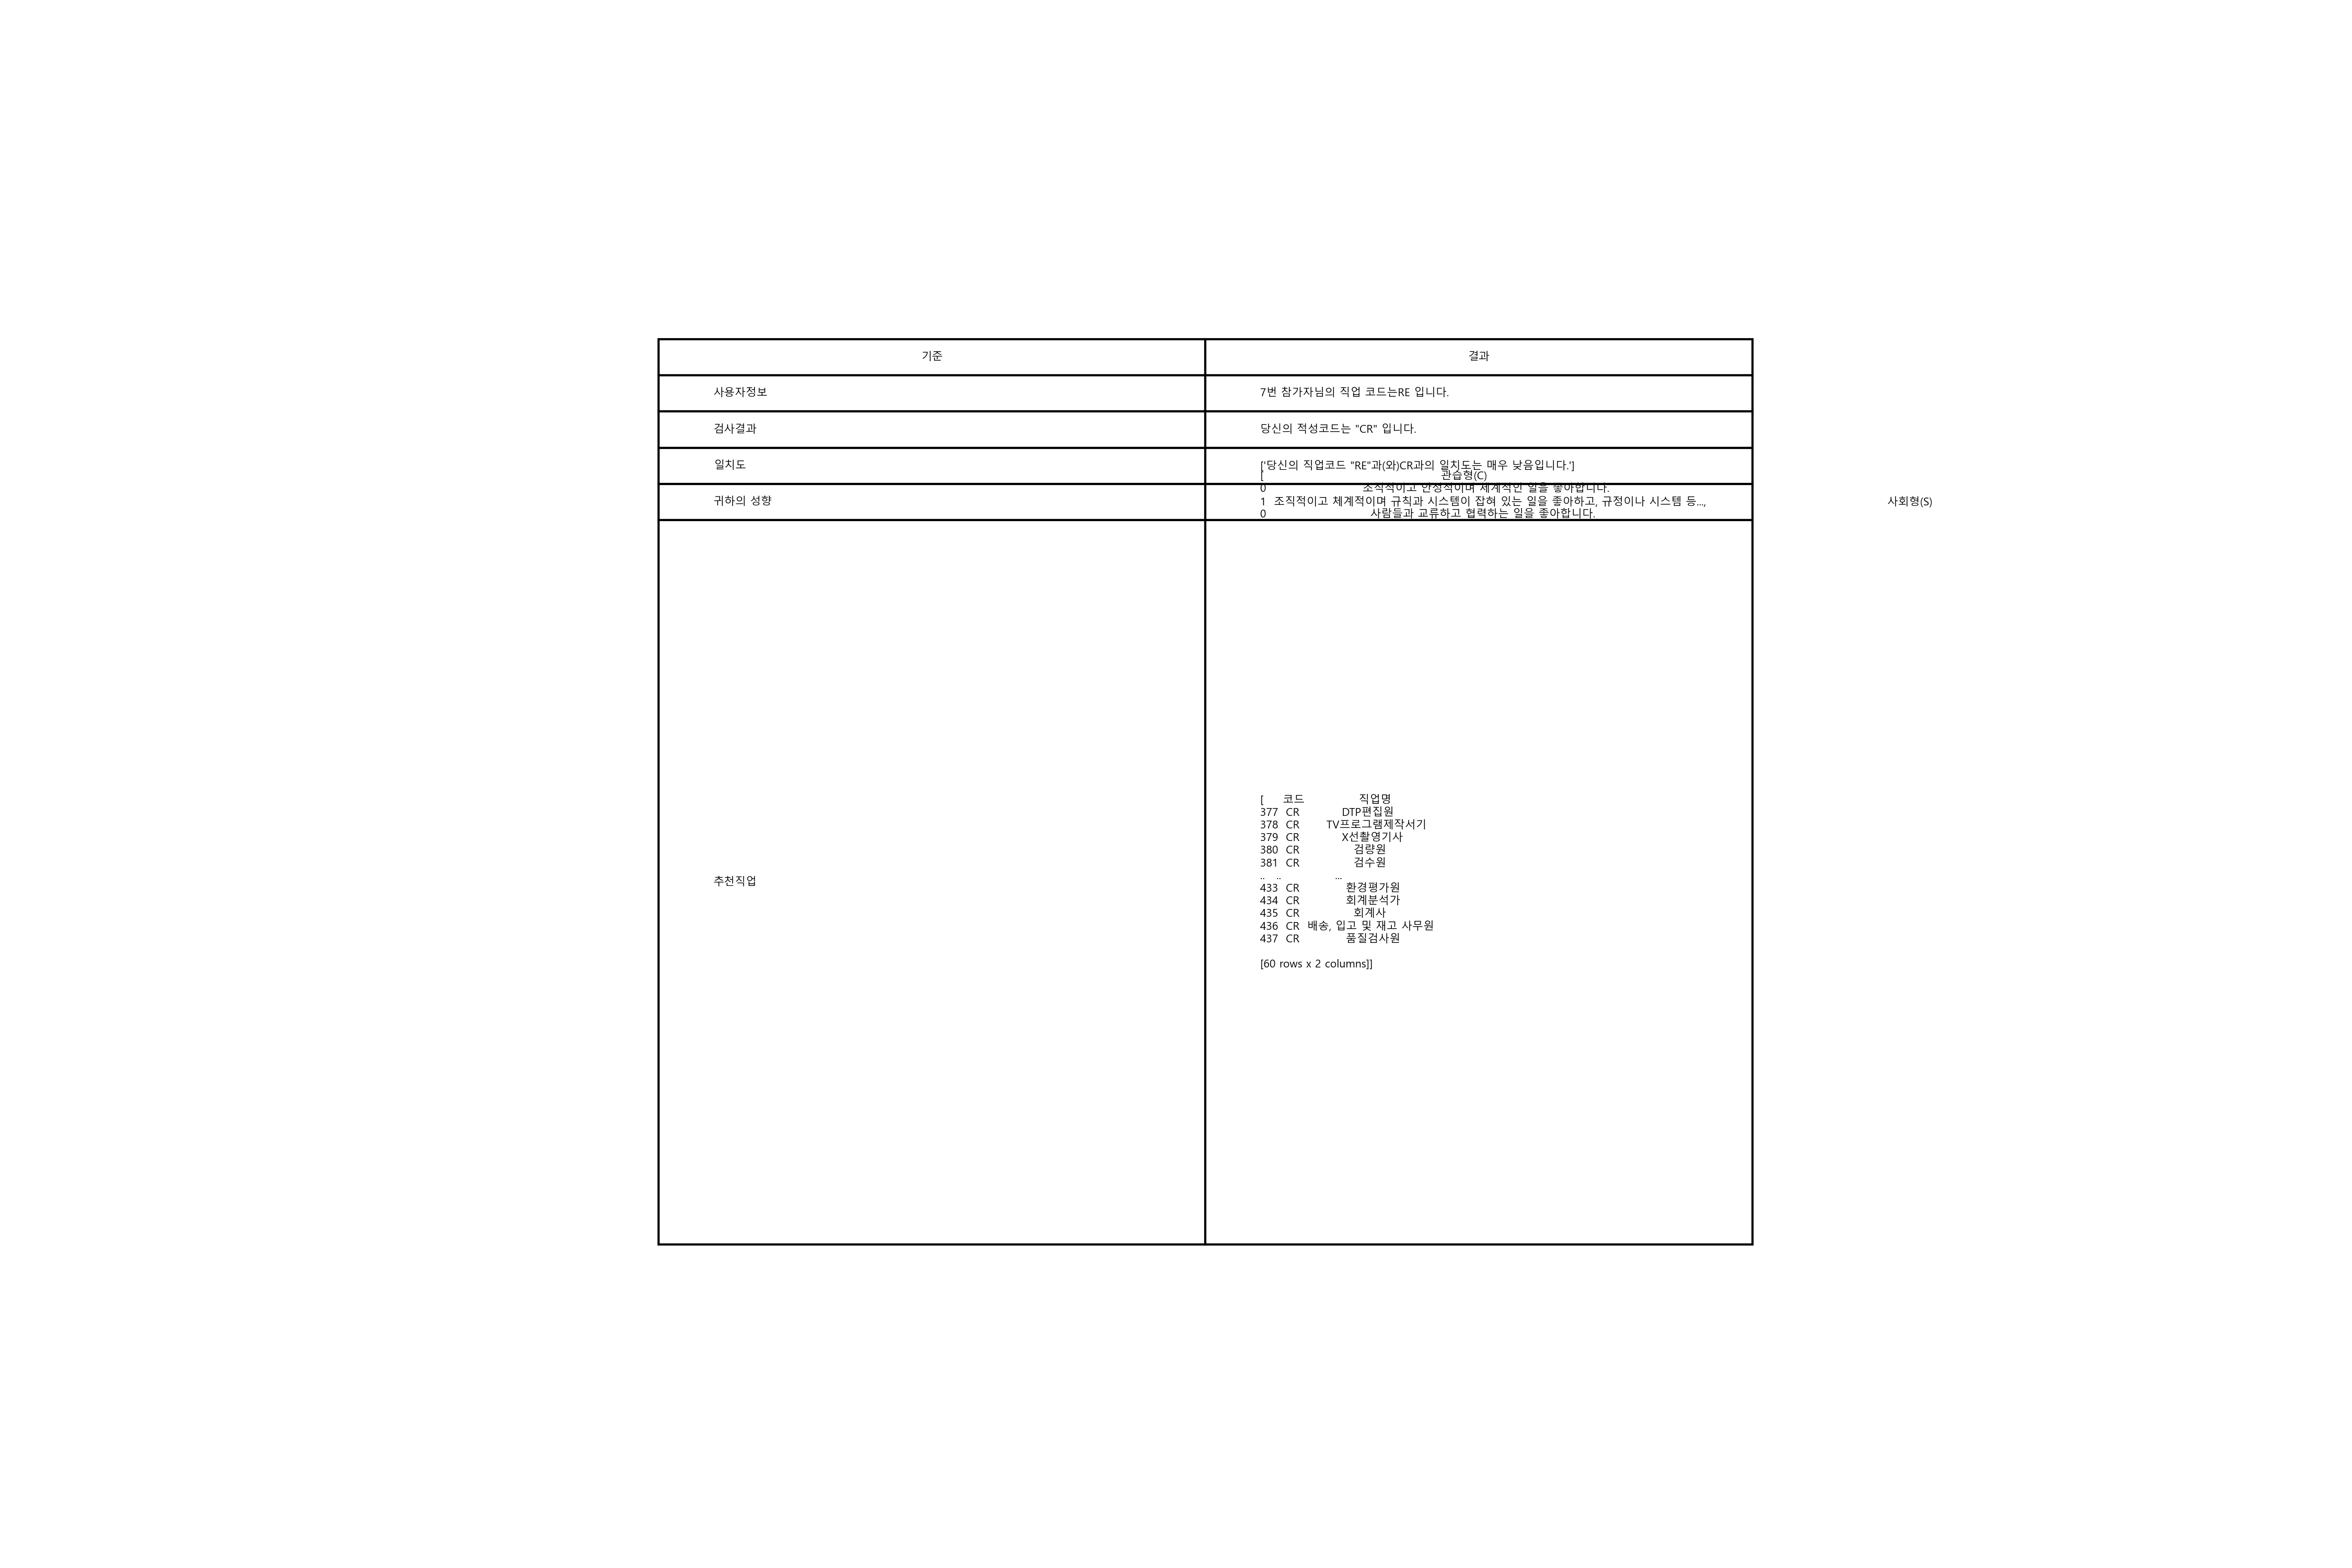 기준 결과
사용자정보 7번 참가자님의 직업 코드는RE 입니다.
검사결과 당신의 적성코드는 "CR" 입니다.
일치도 ['당신의 직업코드 "RE"과(와)CR과의 일치도는 매우 낮음입니다.']
[ 관습형(C)
0 조직적이고 안정적이며 체계적인 일을 좋아합니다.
귀하의 성향 1 조직적이고 체계적이며 규칙과 시스템이 잡혀 있는 일을 좋아하고, 규정이나 시스템 등..., 사회형(S)
0 사람들과 교류하고 협력하는 일을 좋아합니다.
[ 코드 직업명
377 CR DTP편집원
378 CR TV프로그램제작서기
379 CR X선촬영기사
380 CR 검량원
381 CR 검수원
.. .. ...
추천직업
433 CR 환경평가원
434 CR 회계분석가
435 CR 회계사
436 CR 배송, 입고 및 재고 사무원
437 CR 품질검사원
[60 rows x 2 columns]]